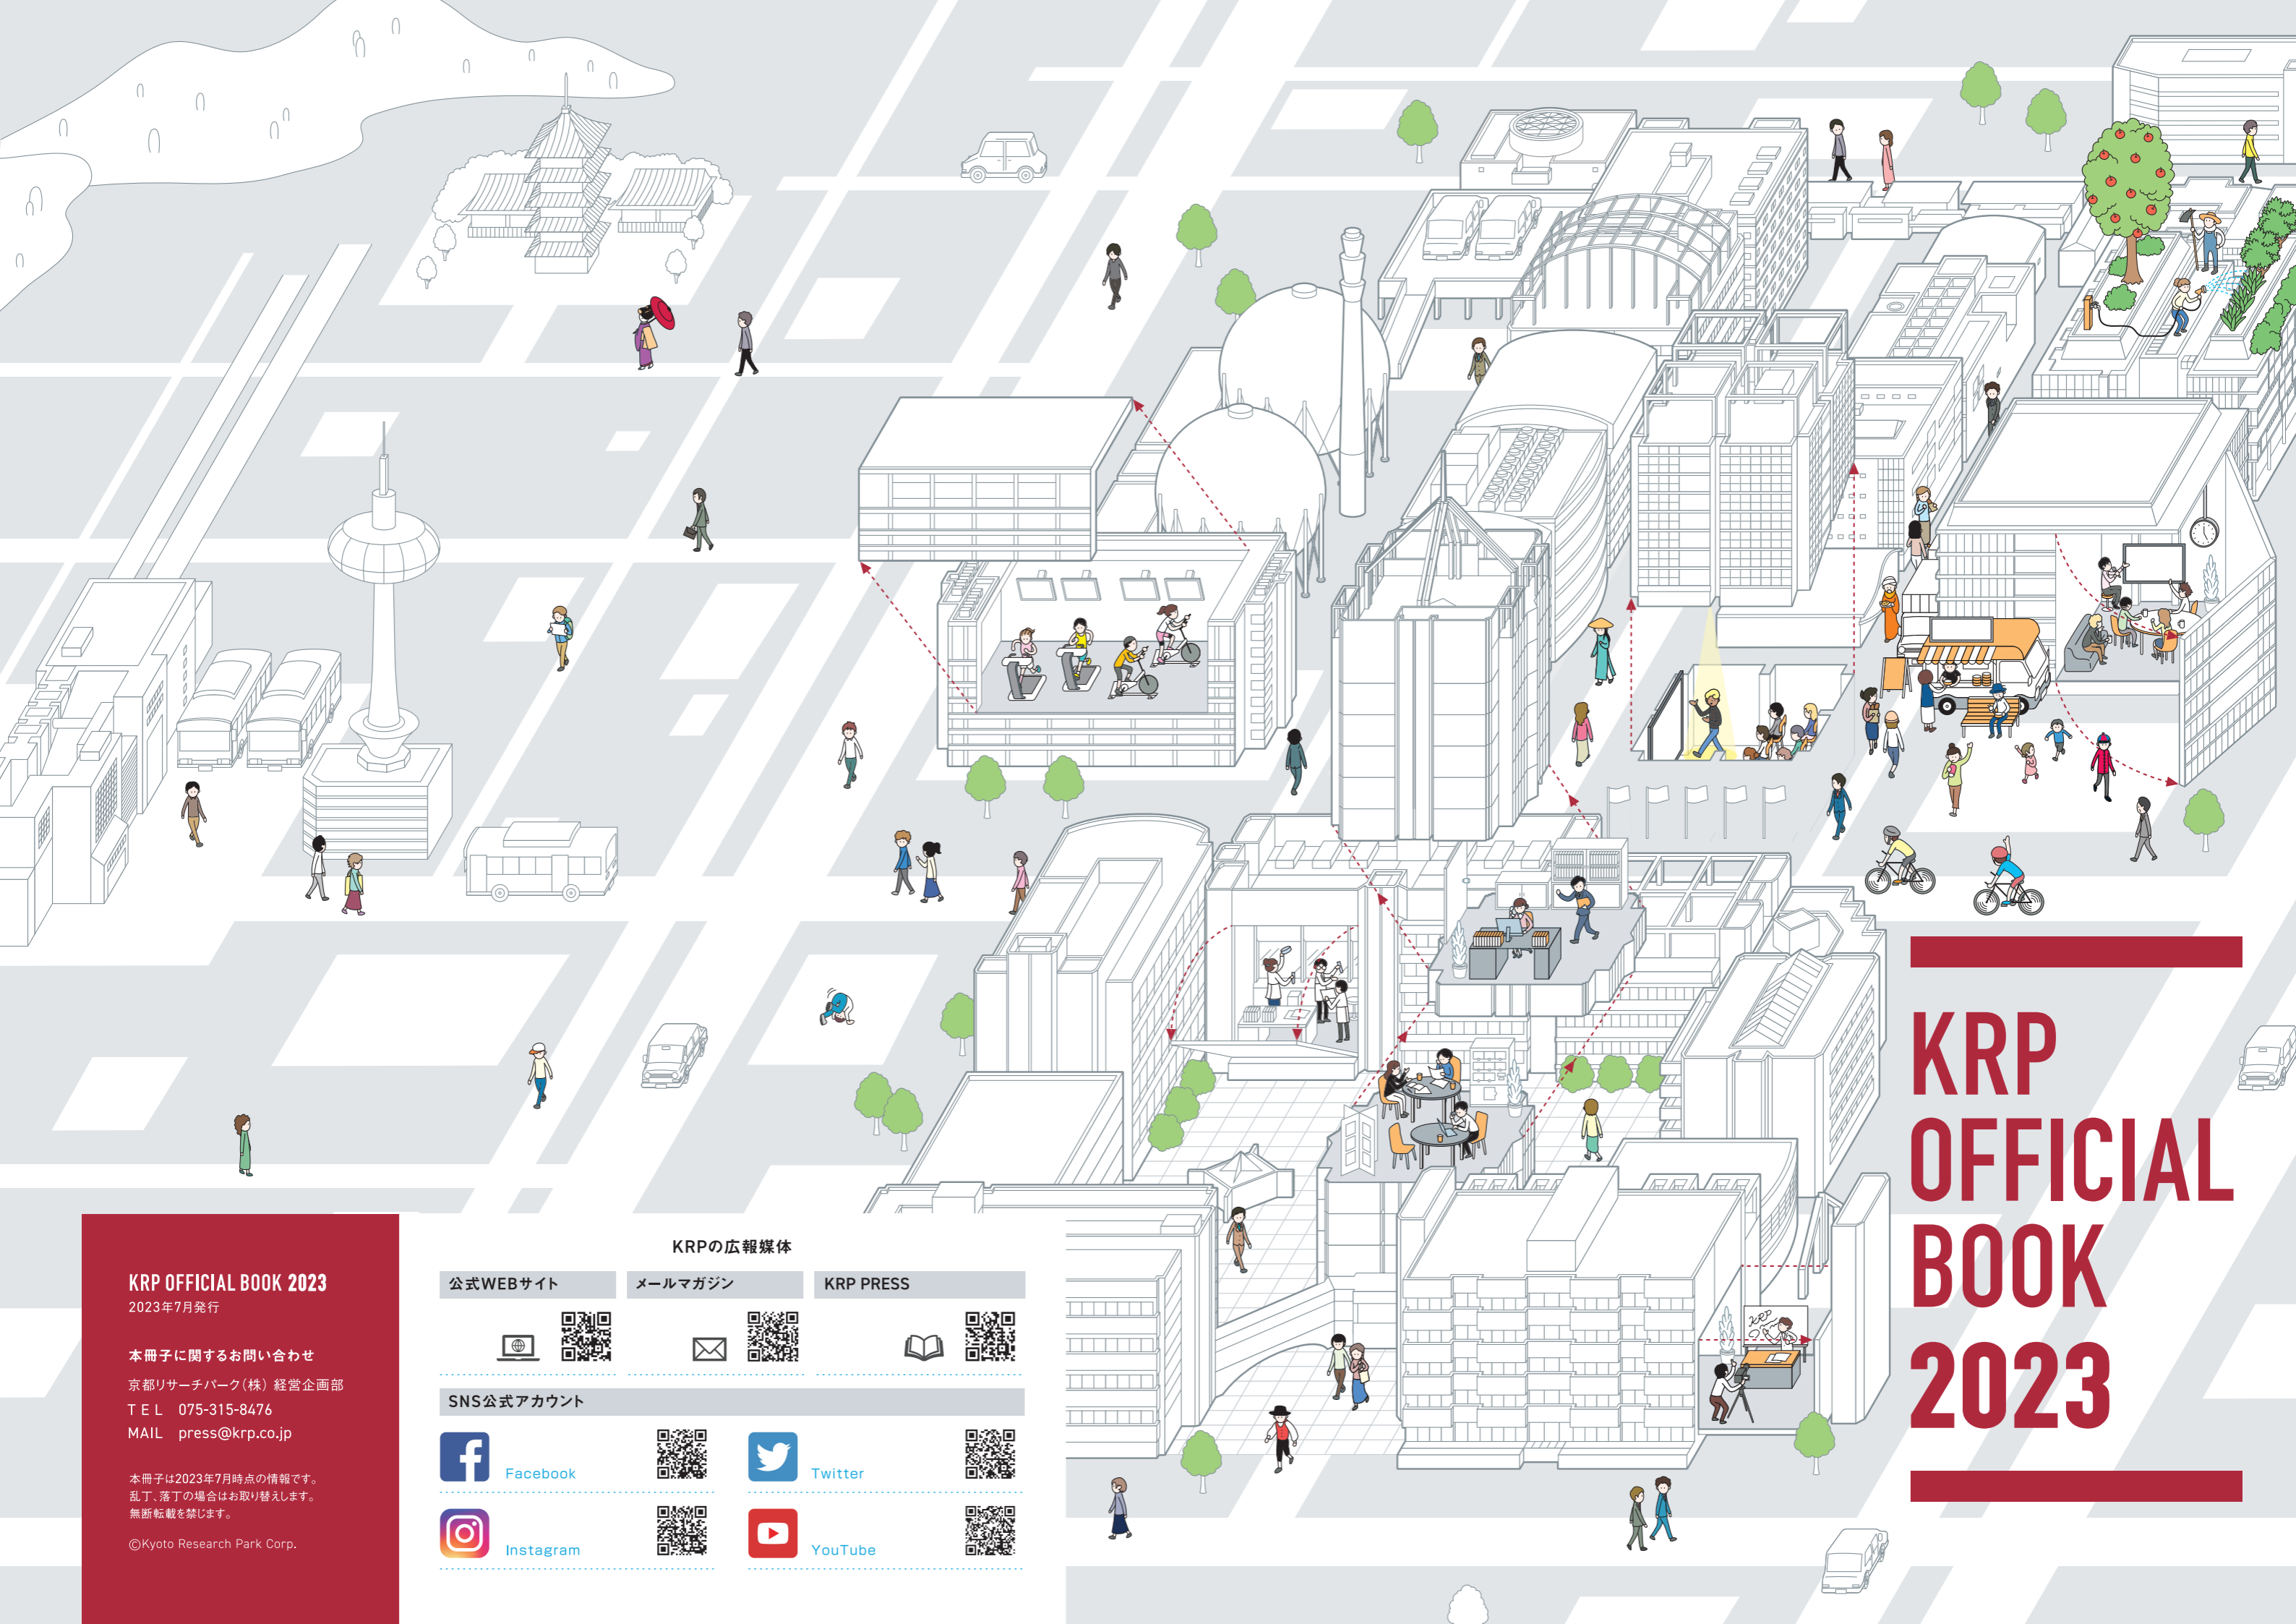 KRP
OFFICIAL
BOOK
2023
KRP
KRP OFFICIAL BOOK 2023
2023年7月発行
本冊子に関するお問い合わせ
京都リサーチパーク(株) 経営企画部
TEL 075-315-8476
MAIL press@krp.co.jp
本冊子は2023年7月時点の情報です。
乱丁、落丁の場合はお取り替えします。
無断転載を禁じます。
©Kyoto Research Park Corp.
KRPの広報媒体
公式WEBサイト
メールマガジン
KRP PRESS
SNS公式アカウント
Facebook
Twitter
Instagram
YouTube